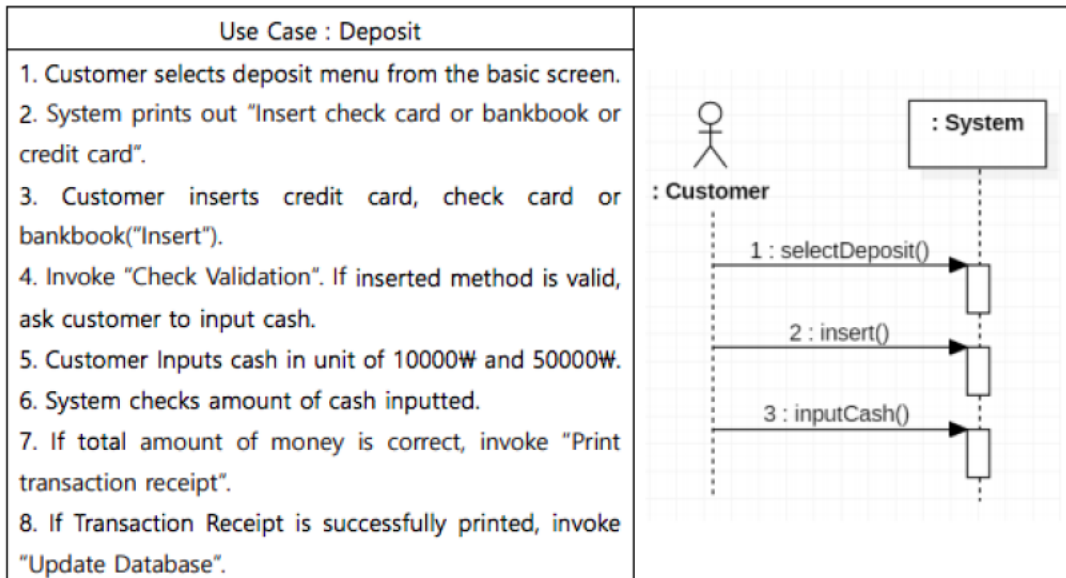 Use Case : Deposit
1. Customer selects deposit menu from the basic screen.
2. System prints out “Insert check card or bankbook or
credit card”.
3. Customer inserts credit card, check card or
bankbook(“Insert”).
4. Invoke “Check Validation”. If inserted method is valid,
ask customer to input cash.
5. Customer Inputs cash in unit of 10000₩ and 50000₩.
6. System checks amount of cash inputted.
7. If total amount of money is correct, invoke “Print
transaction receipt”.
8. If Transaction Receipt is successfully printed, invoke
“Update Database”.
: System
: Customer
1 : selectDeposit()
2 : insert()
3 : inputCash()